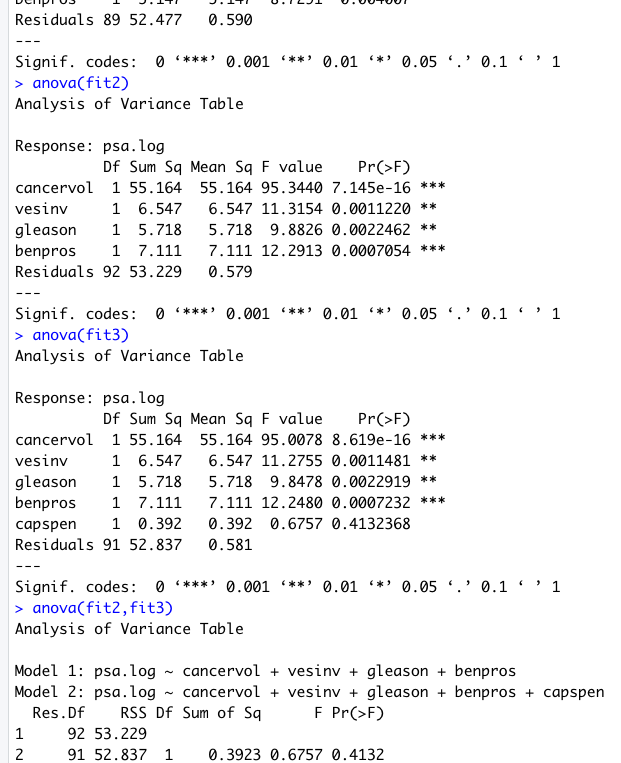 benpros 1 5.147 5.147 8.7291 0.004007
Residuals 89 52.477 0.590
---
Signif. codes: 0 ‘***’ 0.001 ‘**’ 0.01 ‘*’ 0.05 ‘.’ 0.1 ‘ ’ 1
> anova(fit2)
Analysis of Variance Table
Response: psa.log
Df Sum Sq Mean Sq F value Pr(>F)
cancervol 1 55.164 55.164 95.3440 7.145e-16 ***
vesinv 1 6.547 6.547 11.3154 0.0011220 **
gleason 1 5.718 5.718 9.8826 0.0022462 **
benpros 1 7.111 7.111 12.2913 0.0007054 ***
Residuals 92 53.229 0.579
---
Signif. codes: 0 ‘***’ 0.001 ‘**’ 0.01 ‘*’ 0.05 ‘.’ 0.1 ‘ ’ 1
> anova(fit3)
Analysis of Variance Table
Response: psa.log
Df Sum Sq Mean Sq F value Pr(>F)
cancervol 1 55.164 55.164 95.0078 8.619e-16 ***
vesinv 1 6.547 6.547 11.2755 0.0011481 **
gleason 1 5.718 5.718 9.8478 0.0022919 **
benpros 1 7.111 7.111 12.2480 0.0007232 ***
capspen 1 0.392 0.392 0.6757 0.4132368
Residuals 91 52.837 0.581
---
Signif. codes: 0 ‘***’ 0.001 ‘**’ 0.01 ‘*’ 0.05 ‘.’ 0.1 ‘ ’ 1
> anova(fit2,fit3)
Analysis of Variance Table
Model 1: psa.log ~ cancervol + vesinv + gleason + benpros
Model 2: psa.log ~ cancervol + vesinv + gleason + benpros + capspen
Res.Df RSS Df Sum of Sq F Pr(>F)
1 92 53.229
2 91 52.837 1 0.3923 0.6757 0.4132